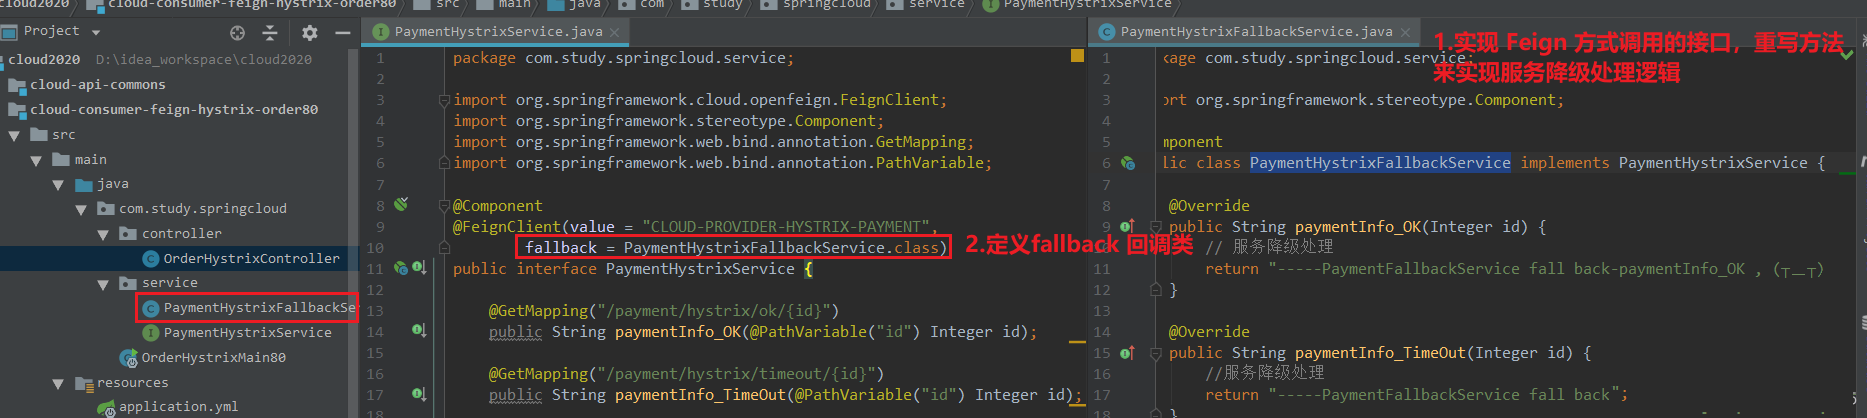 cloud2020 cloud-consumer-feign-hystrix-order80 src main java com study springcloud service PaymentHystrixService
Project
cloud2020 D:\idea_workspace\cloud2020
cloud-api-commons
cloud-consumer-feign-hystrix-order80
src
main
java
com.study.springcloud
controller
OrderHystrixController
service
PaymentHystrixFallbackSe
PaymentHystrixService
OrderHystrixMain80
resources
application.yml
PaymentHystrixService.java
1 package com.study.springcloud.service;
2
3 import org.springframework.cloud.openfeign.FeignClient;
4 import org.springframework.stereotype.Component;
5 import org.springframework.web.bind.annotation.GetMapping;
6 import org.springframework.web.bind.annotation.PathVariable;
7
8 @Component
9 @FeignClient(value = "CLOUD-PROVIDER-HYSTRIX-PAYMENT",
10 fallback = PaymentHystrixFallbackService.class)
11 public interface PaymentHystrixService {
12
13 @GetMapping("/payment/hystrix/ok/{id}")
14 public String paymentInfo_OK(@PathVariable("id") Integer id);
15
16 @GetMapping("/payment/hystrix/timeout/{id}")
17 public String paymentInfo_TimeOut(@PathVariable("id") Integer id);
18
2.定义fallback 回调类
PaymentHystrixFallbackService.java
1.实现 Feign 方式调用的接口，重写方法
来实现服务降级处理逻辑
1 kage com.study.springcloud.service;
2
3 ort org.springframework.stereotype.Component;
4
5 mponent
6 lic class PaymentHystrixFallbackService implements PaymentHystrixService {
7
8 @Override
9 public String paymentInfo_OK(Integer id) {
10 // 服务降级处理
11 return "-----PaymentFallbackService fall back-paymentInfo_OK , (┬＿┬)
12 }
13
14 @Override
15 public String paymentInfo_TimeOut(Integer id) {
16 //服务降级处理
17 return "-----PaymentFallbackService fall back";
18 }